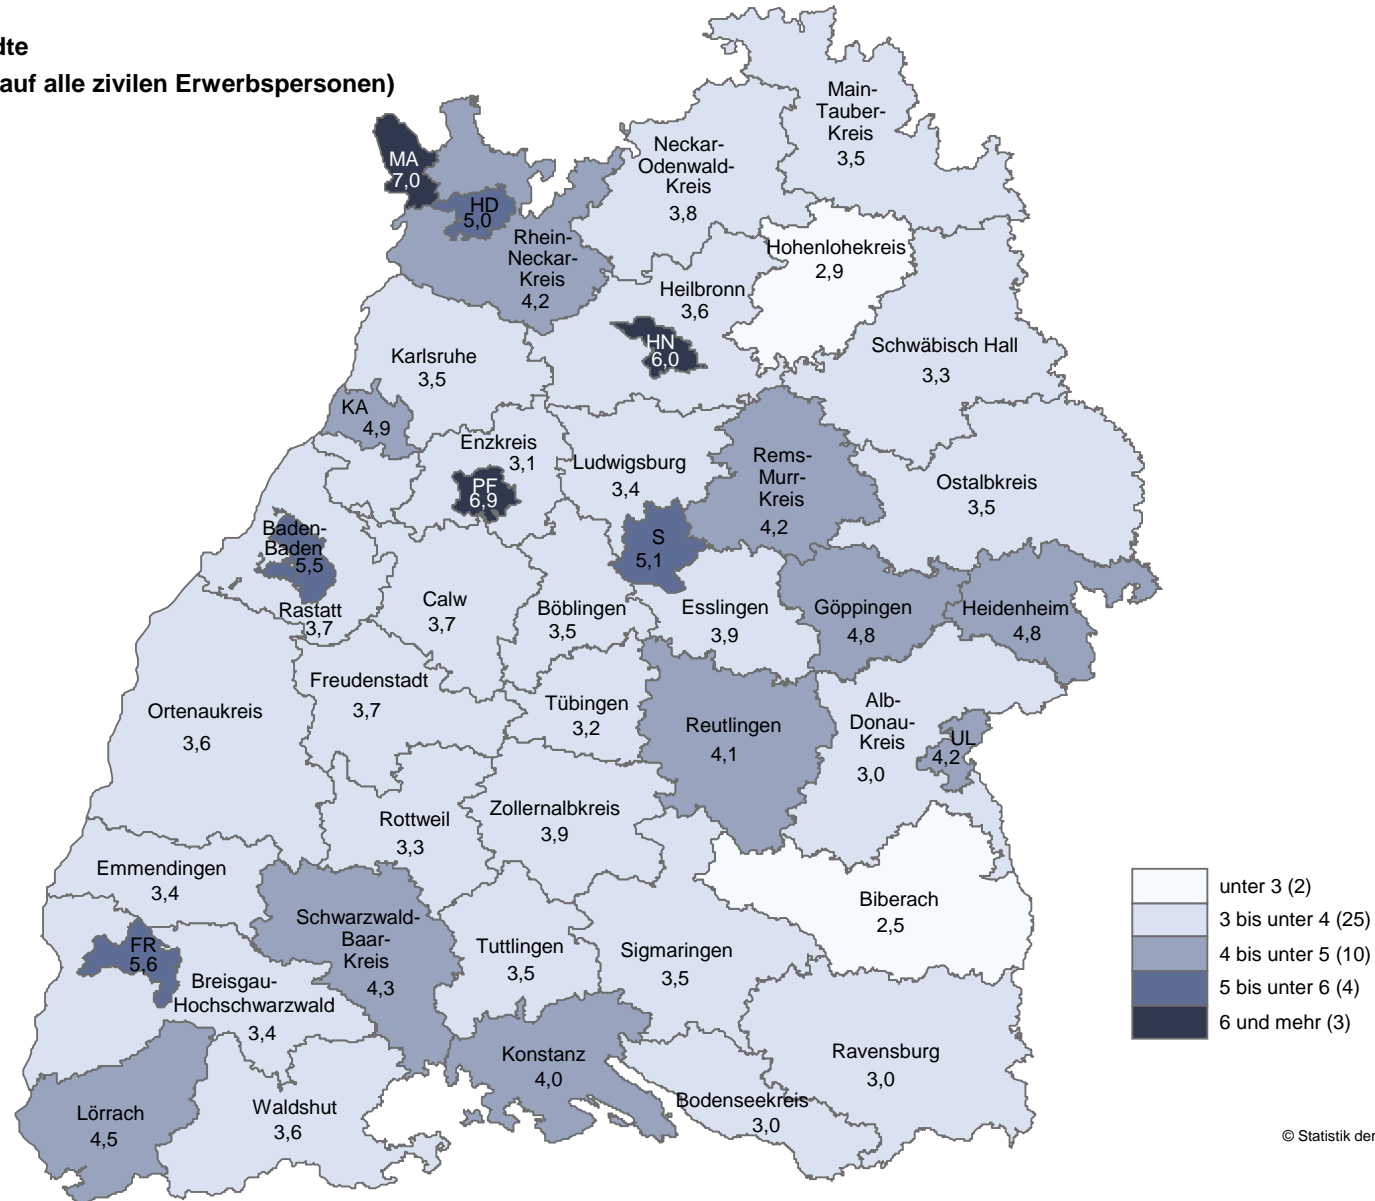 dte
auf alle zivilen Erwerbspersonen)
Main-
Tauber-
Kreis
3,5
MA
7,0
Neckar-
Odenwald-
Kreis
3,8
HD
5,0
Rhein-
Neckar-
Kreis
4,2
Hohenlohekreis
2,9
Heilbronn
3,6
HN
6,0
Schwäbisch Hall
3,3
Karlsruhe
3,5
KA
4,9
Enzkreis
3,1
PF
6,9
Ludwigsburg
3,4
Rems-
Murr-
Kreis
4,2
Ostalbkreis
3,5
Baden-
Baden
5,5
S
5,1
Rastatt
3,7
Calw
3,7
Böblingen
3,5
Esslingen
3,9
Göppingen
4,8
Heidenheim
4,8
Freudenstadt
3,7
Ortenaukreis
3,6
Tübingen
3,2
Reutlingen
4,1
Alb-
Donau-
Kreis
3,0
UL
4,2
Rottweil
3,3
Zollernalbkreis
3,9
Emmendingen
3,4
Biberach
2,5
Schwarzwald-
Baar-
Kreis
4,3
FR
5,6
Tuttlingen
3,5
Sigmaringen
3,5
Breisgau-
Hochschwarzwald
3,4
Konstanz
4,0
Ravensburg
3,0
Bodenseekreis
3,0
Lörrach
4,5
Waldshut
3,6
unter 3 (2)
3 bis unter 4 (25)
4 bis unter 5 (10)
5 bis unter 6 (4)
6 und mehr (3)
© Statistik der